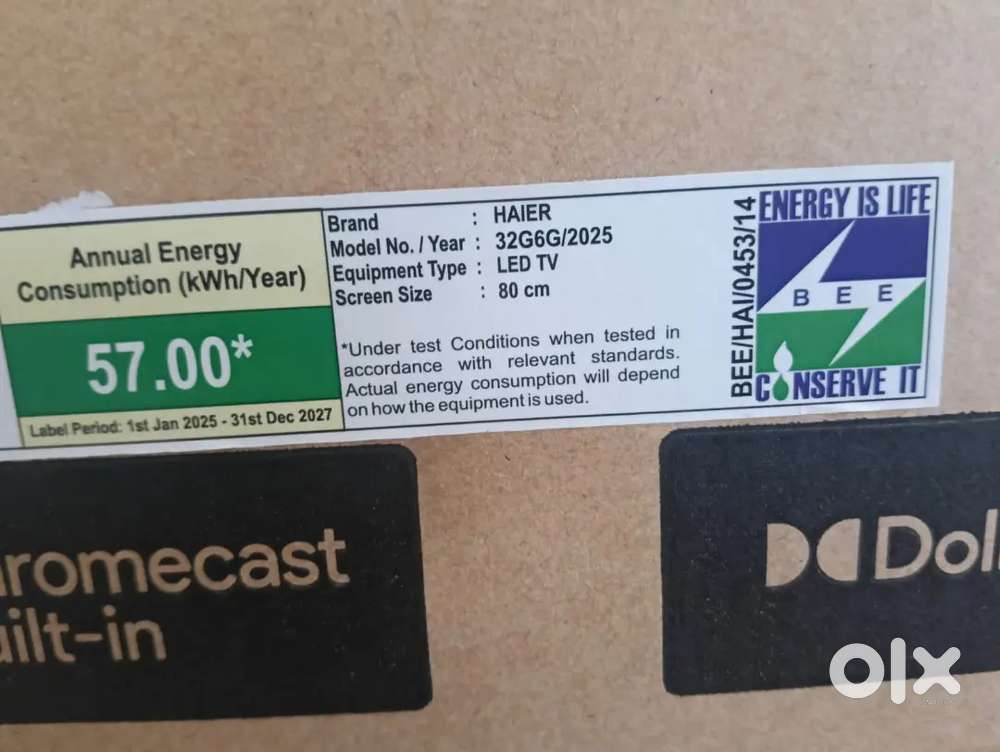 Annual Energy
Consumption (kWh/Year)
57.00*
Label Period: 1st Jan 2025 - 31st Dec 2027
Brand : HAIER
Model No. / Year : 32G6G/2025
Equipment Type : LED TV
Screen Size : 80 cm
*Under test Conditions when tested in
accordance with relevant standards.
Actual energy consumption will depend
on how the equipment is used.
BEE/HAI/0453/14
ENERGY IS LIFE
BEE
CONSERVE IT
romecast
ilt-in
Dol
olx